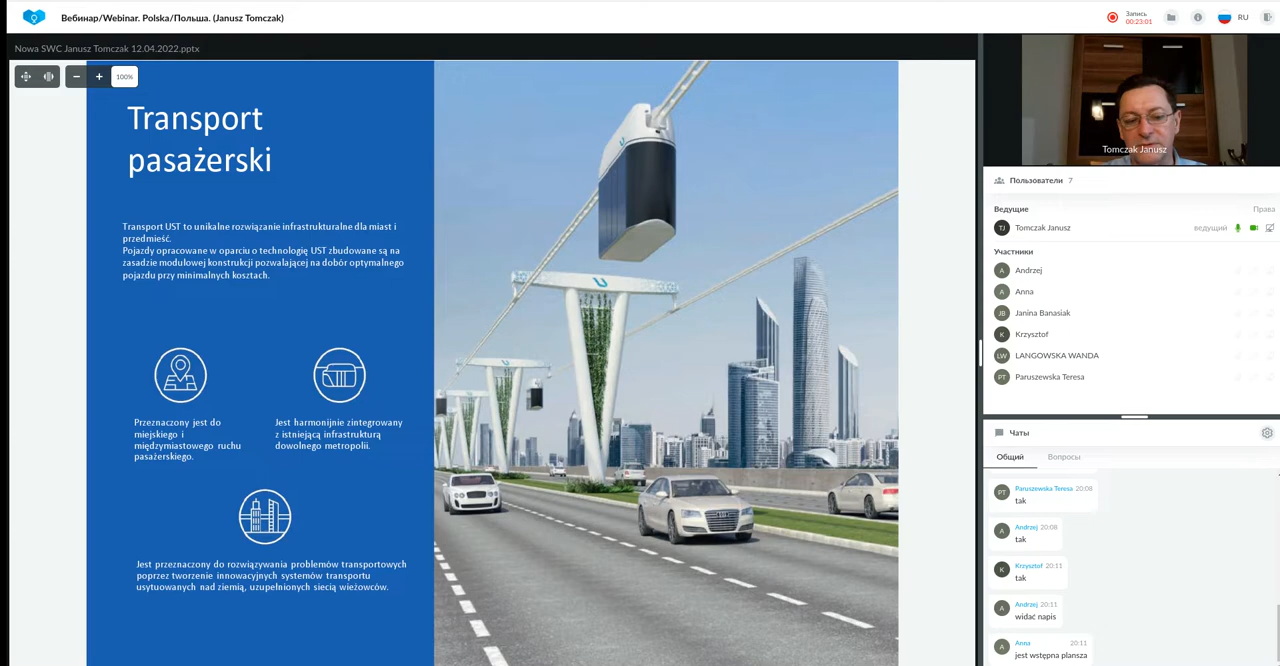 Вебинар/Webinar. Polska/Польша. (Janusz Tomczak)
Запись
00:23:01
RU
Nowa SWC Janusz Tomczak 12.04.2022.pptx
100%
Transport
pasażerski
Transport UST to unikalne rozwiązanie infrastrukturalne dla miast i
przedmieść.
Pojazdy opracowane w oparciu o technologię UST zbudowane są na
zasadzie modulowej konstrukcji pozwalającej na dobór optymalnego
pojazdu przy minimalnych kosztach.
Przeznaczony jest do
miejskiego i
międzymiastowego ruchu
pasażerskiego.
Jest harmonijnie zintegrowany
z istniejącą infrastrukturą
dowolnego metropolii.
Jest przeznaczony do rozwiązywania problemów transportowych
poprzez tworzenie innowacyjnych systemów transportu
usytuowanych nad ziemią, uzupełnionych siecią wieżowców.
Tomczak Janusz
Пользователи 7
Ведущие Права
TJ Tomczak Janusz ведущий
Участники
A Andrzej
A Anna
JB Janina Banasiak
K Krzysztof
LW LANGOWSKA WANDA
PT Paruszewska Teresa
Чаты
Общий Вопросы
PT Paruszewska Teresa 20:08
tak
A Andrzej 20:08
tak
K Krzysztof 20:11
tak
A Andrzej 20:11
widać napis
A Anna 20:11
jest wstępna plansza